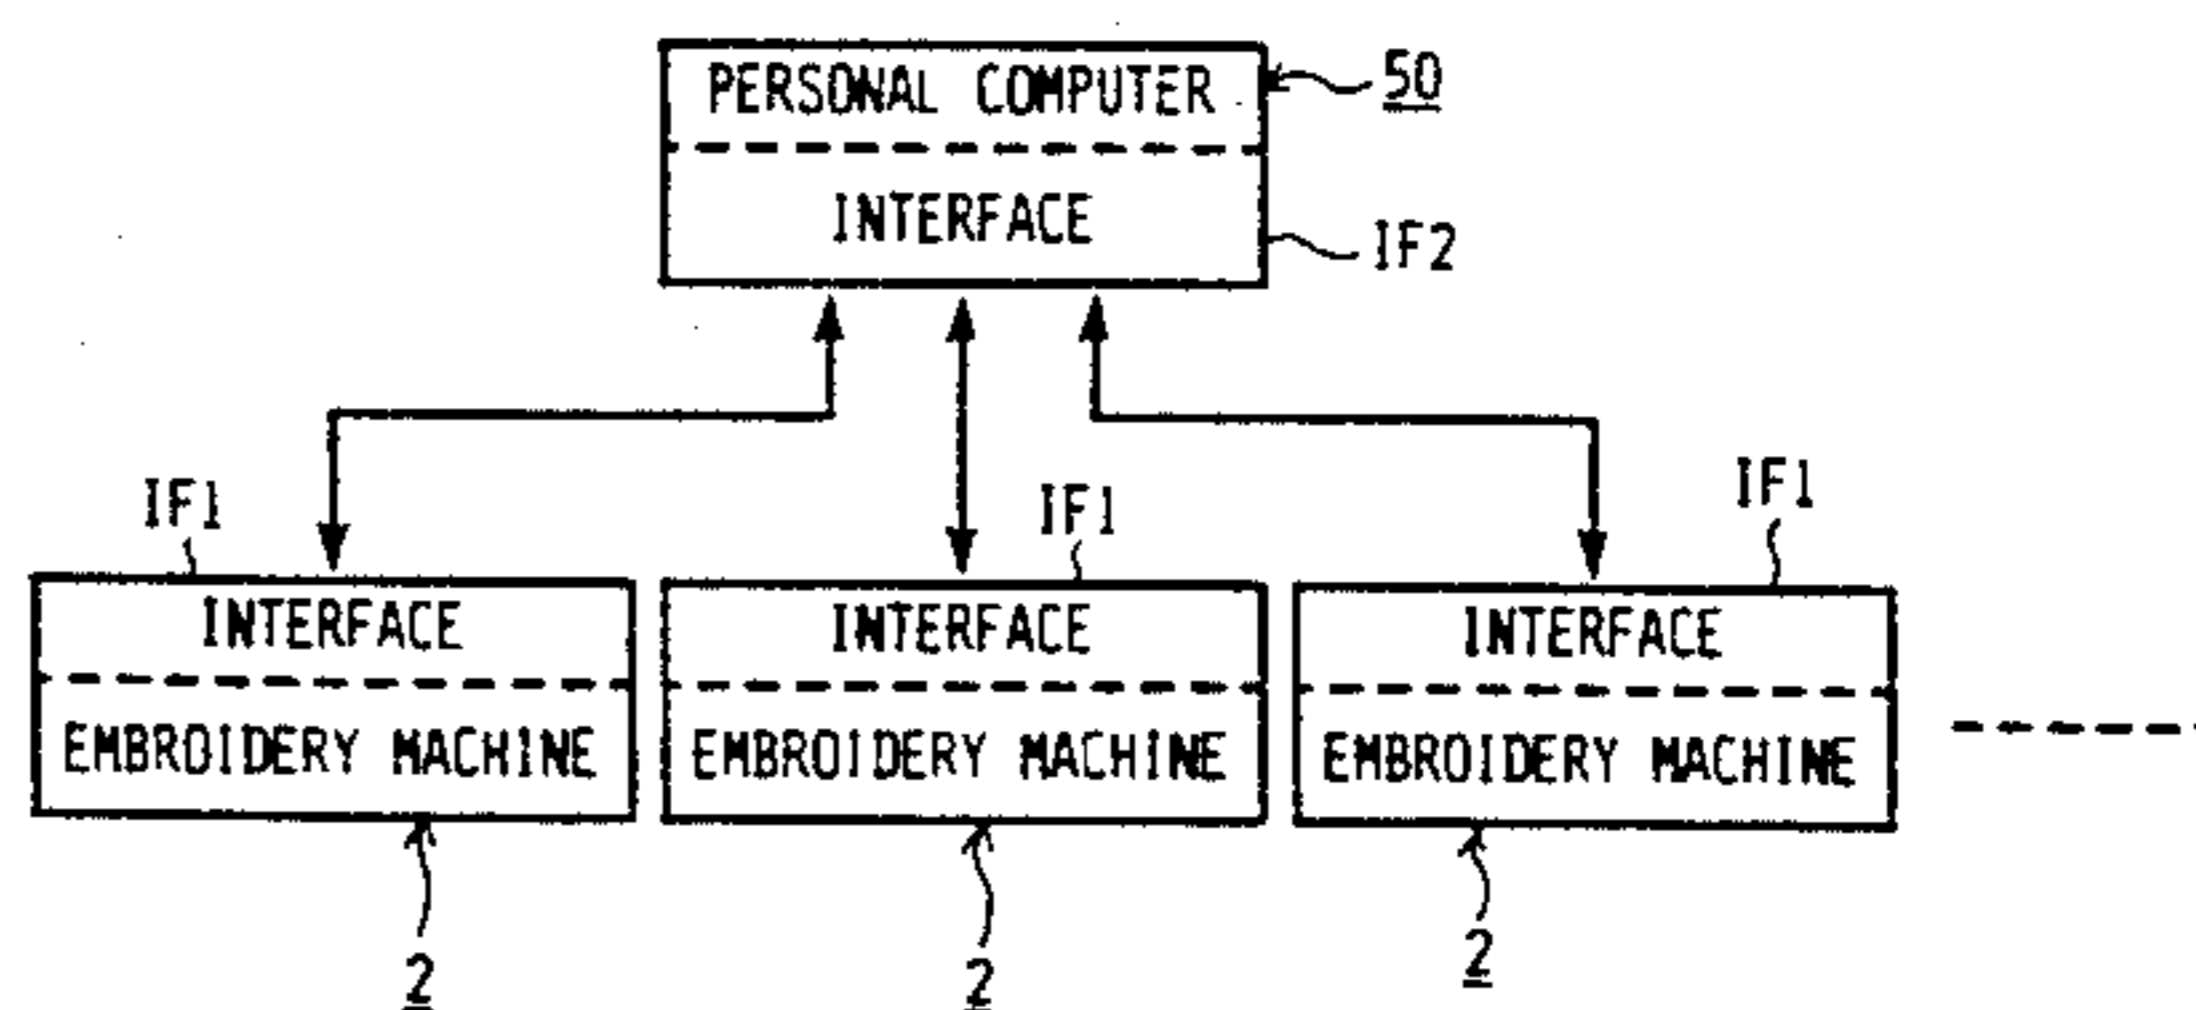 PERSONAL COMPUTER
50
INTERFACE
IF2
IF1
IF1
IF1
INTERFACE
INTERFACE
INTERFACE
EMBROIDERY MACHINE
EMBROIDERY MACHINE
EMBROIDERY MACHINE
2
2
2